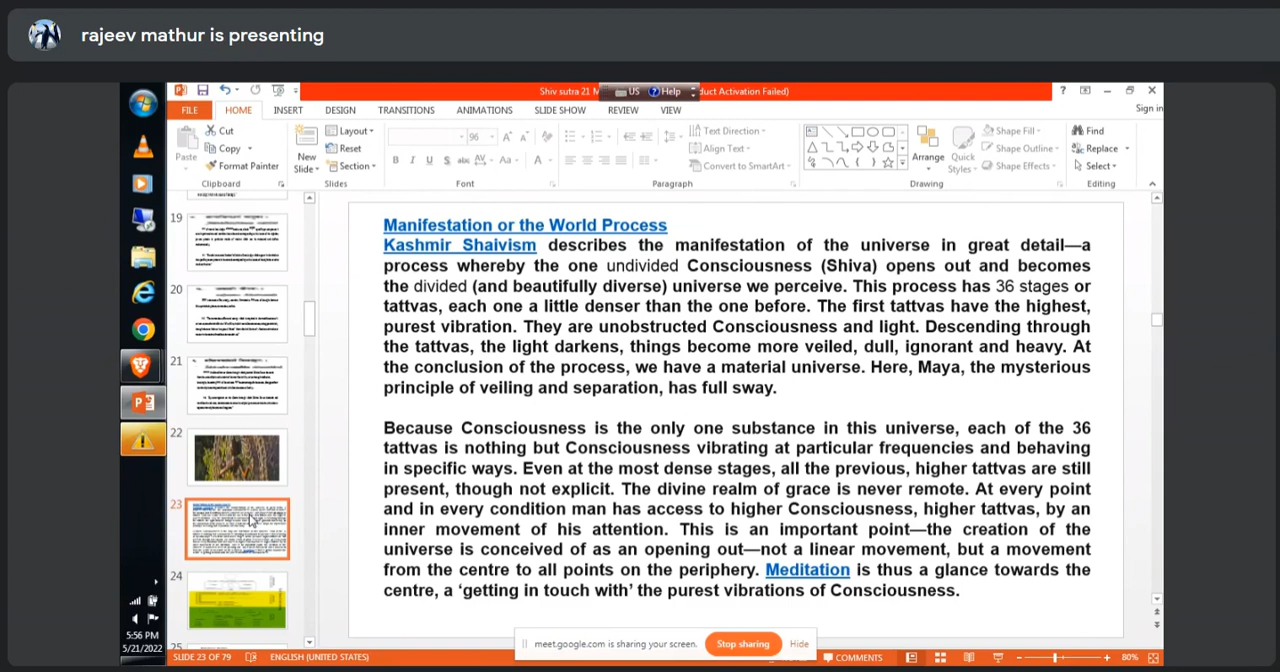 rajeev mathur is presenting
Shiv sutra 21 M
US
Help
duct Activation Failed)
Sign in
FILE
HOME
INSERT
DESIGN
TRANSITIONS
ANIMATIONS
SLIDE SHOW
REVIEW
VIEW
Paste
Cut
Copy
Format Painter
Clipboard
New
Slide
Layout
Reset
Section
Slides
96
B I U S abc AV Aa A
Font
Text Direction
Align Text
Convert to SmartArt
Paragraph
Arrange
Quick
Styles
Shape Fill
Shape Outline
Shape Effects
Drawing
Find
Replace
Select
Editing
19
20
21
22
23
24
25
Manifestation or the World Process
Kashmir Shaivism describes the manifestation of the universe in great detail—a
process whereby the one undivided Consciousness (Shiva) opens out and becomes
the divided (and beautifully diverse) universe we perceive. This process has 36 stages or
tattvas, each one a little denser than the one before. The first tattvas have the highest,
purest vibration. They are unobstructed Consciousness and light. Descending through
the tattvas, the light darkens, things become more veiled, dull, ignorant and heavy. At
the conclusion of the process, we have a material universe. Here, Maya, the mysterious
principle of veiling and separation, has full sway.
Because Consciousness is the only one substance in this universe, each of the 36
tattvas is nothing but Consciousness vibrating at particular frequencies and behaving
in specific ways. Even at the most dense stages, all the previous, higher tattvas are still
present, though not explicit. The divine realm of grace is never remote. At every point
and in every condition man has access to higher Consciousness, higher tattvas, by an
inner movement of his attention. This is an important point—the creation of the
universe is conceived of as an opening out—not a linear movement, but a movement
from the centre to all points on the periphery. Meditation is thus a glance towards the
centre, a ‘getting in touch with’ the purest vibrations of Consciousness.
meet.google.com is sharing your screen.
Stop sharing
Hide
5:56 PM
5/21/2022
SLIDE 23 OF 79
ENGLISH (UNITED STATES)
COMMENTS
80%